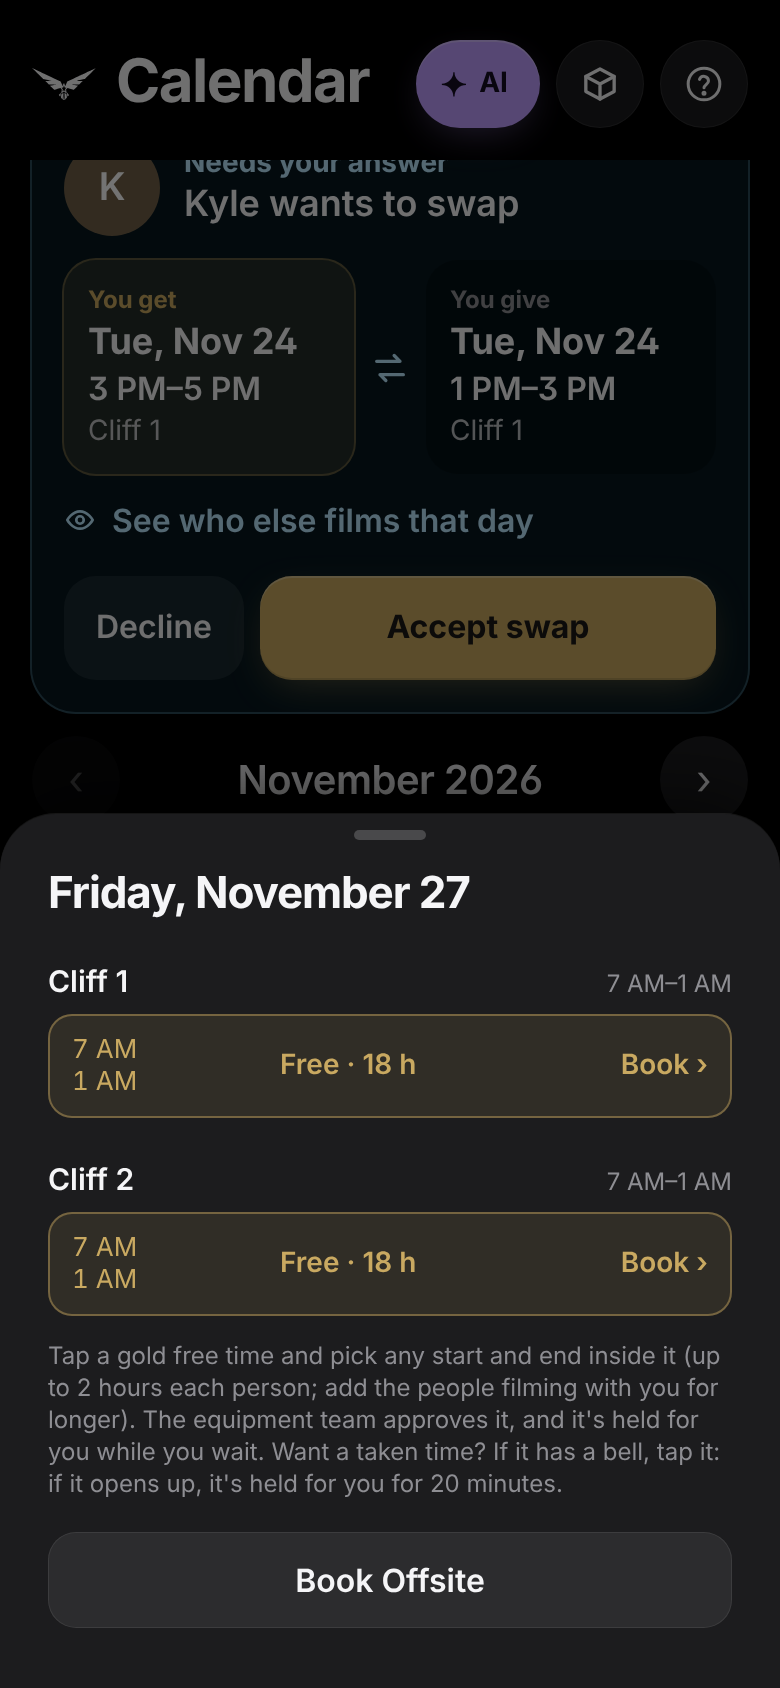 Calendar
AI
Needs your answer
K
Kyle wants to swap
You get
Tue, Nov 24
3 PM–5 PM
Cliff 1
You give
Tue, Nov 24
1 PM–3 PM
Cliff 1
See who else films that day
Decline
Accept swap
November 2026
Friday, November 27
Cliff 1
7 AM–1 AM
7 AM
1 AM
Free · 18 h
Book ›
Cliff 2
7 AM–1 AM
7 AM
1 AM
Free · 18 h
Book ›
Tap a gold free time and pick any start and end inside it (up
to 2 hours each person; add the people filming with you for
longer). The equipment team approves it, and it's held for
you while you wait. Want a taken time? If it has a bell, tap it:
if it opens up, it's held for you for 20 minutes.
Book Offsite